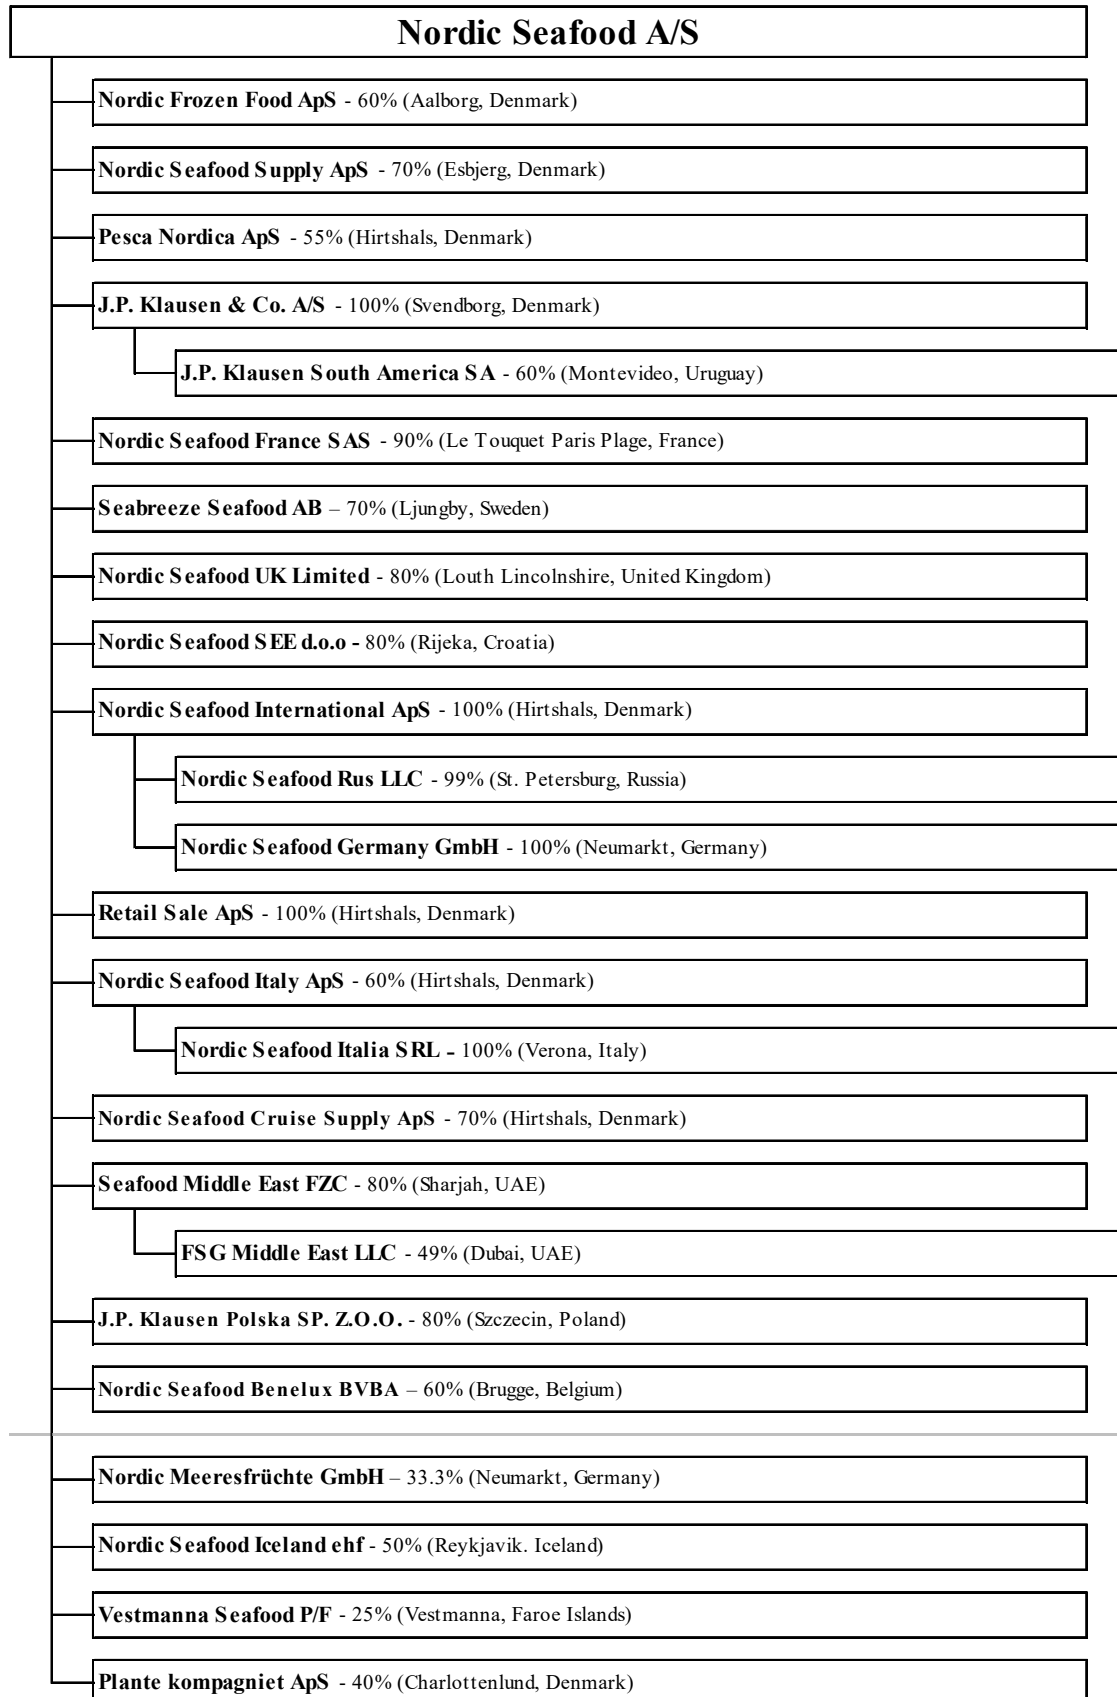 Nordic Seafood A/S
Nordic Frozen Food ApS - 60% (Aalborg, Denmark)
Nordic Seafood Supply ApS - 70% (Esbjerg, Denmark)
Pesca Nordica ApS - 55% (Hirtshals, Denmark)
J.P. Klausen & Co. A/S - 100% (Svendborg, Denmark)
J.P. Klausen South America SA - 60% (Montevideo, Uruguay)
Nordic Seafood France SAS - 90% (Le Touquet Paris Plage, France)
Seabreeze Seafood AB – 70% (Ljungby, Sweden)
Nordic Seafood UK Limited - 80% (Louth Lincolnshire, United Kingdom)
Nordic Seafood SEE d.o.o - 80% (Rijeka, Croatia)
Nordic Seafood International ApS - 100% (Hirtshals, Denmark)
Nordic Seafood Rus LLC - 99% (St. Petersburg, Russia)
Nordic Seafood Germany GmbH - 100% (Neumarkt, Germany)
Retail Sale ApS - 100% (Hirtshals, Denmark)
Nordic Seafood Italy ApS - 60% (Hirtshals, Denmark)
Nordic Seafood Italia SRL - 100% (Verona, Italy)
Nordic Seafood Cruise Supply ApS - 70% (Hirtshals, Denmark)
Seafood Middle East FZC - 80% (Sharjah, UAE)
FSG Middle East LLC - 49% (Dubai, UAE)
J.P. Klausen Polska SP. Z.O.O. - 80% (Szczecin, Poland)
Nordic Seafood Benelux BVBA – 60% (Brugge, Belgium)
Nordic Meeresfrüchte GmbH – 33.3% (Neumarkt, Germany)
Nordic Seafood Iceland ehf - 50% (Reykjavik. Iceland)
Vestmanna Seafood P/F - 25% (Vestmanna, Faroe Islands)
Plante kompagniet ApS - 40% (Charlottenlund, Denmark)